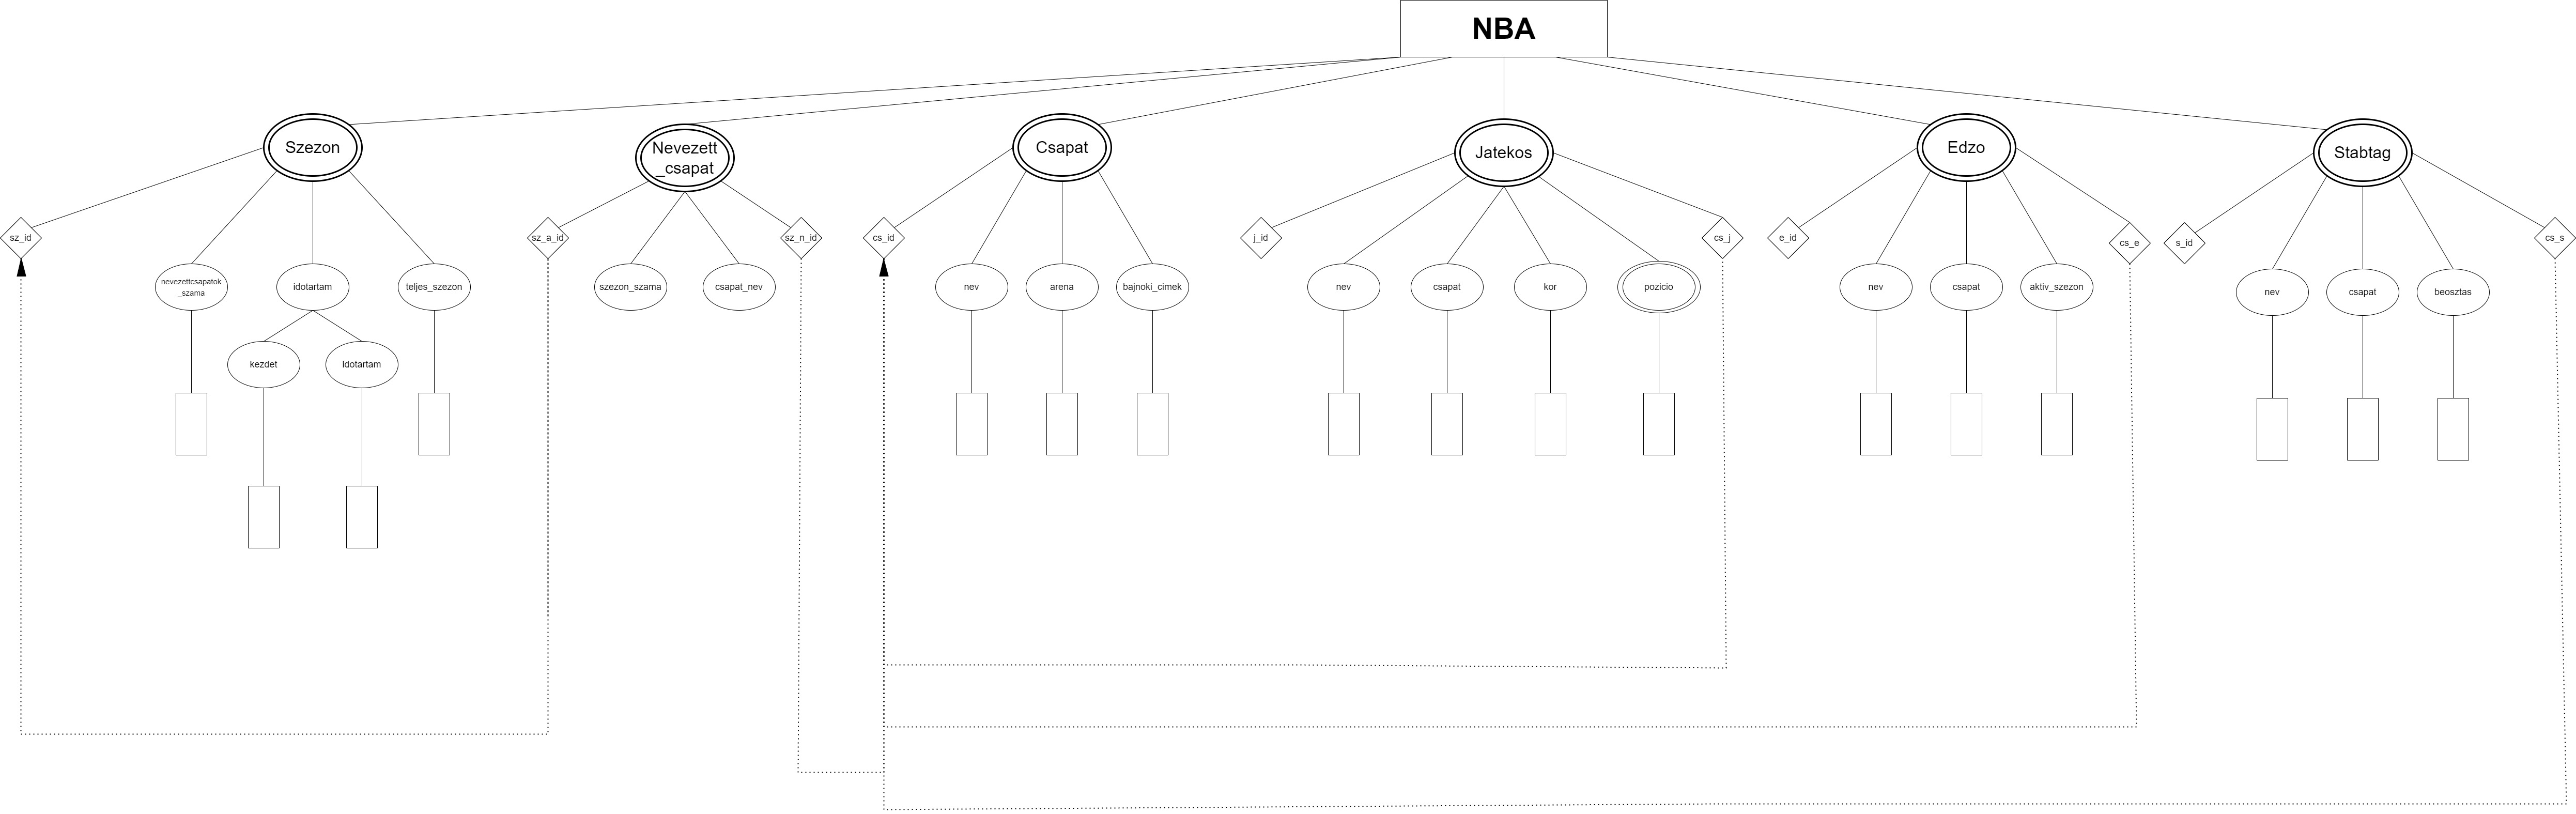 NBA
Szezon
Nevezett
_csapat
Csapat
Jatekos
Edzo
Stabtag
sz_id
sz_a_id
sz_n_id
cs_id
j_id
cs_j
e_id
cs_e
s_id
cs_s
nevezettcsapatok
_szama
idotartam
teljes_szezon
szezon_szama
csapat_nev
nev
arena
bajnoki_cimek
nev
csapat
kor
pozicio
nev
csapat
aktiv_szezon
nev
csapat
beosztas
kezdet
idotartam